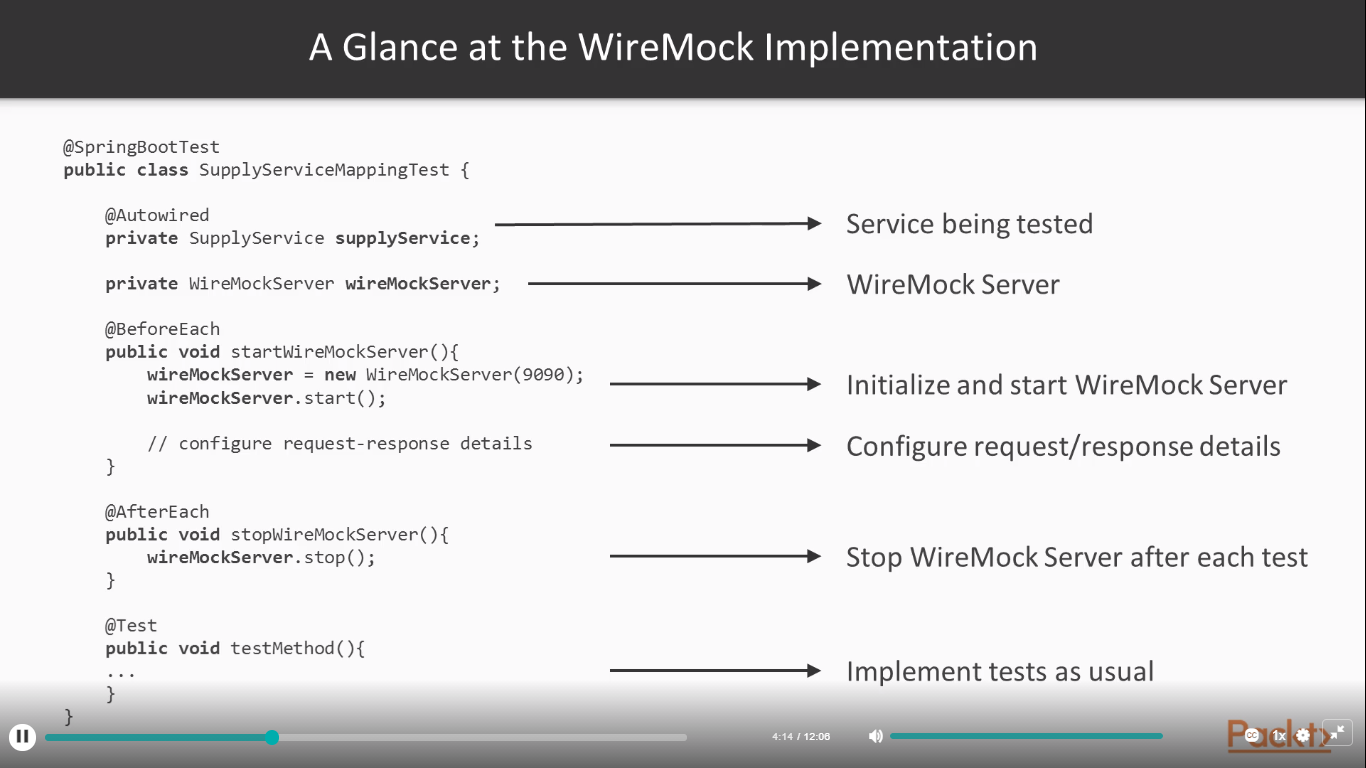 A Glance at the WireMock Implementation
@SpringBootTest
public class SupplyServiceMappingTest {
@Autowired
private SupplyService supplyService;
Service being tested
private WireMockServer wireMockServer;
WireMock Server
@BeforeEach
public void startWireMockServer(){
wireMockServer = new WireMockServer(9090);
wireMockServer.start();
Initialize and start WireMock Server
// configure request-response details
Configure request/response details
}
@AfterEach
public void stopWireMockServer(){
wireMockServer.stop();
Stop WireMock Server after each test
}
@Test
public void testMethod(){
...
Implement tests as usual
}
}
4:14 / 12:06
Packt>
CC 1x